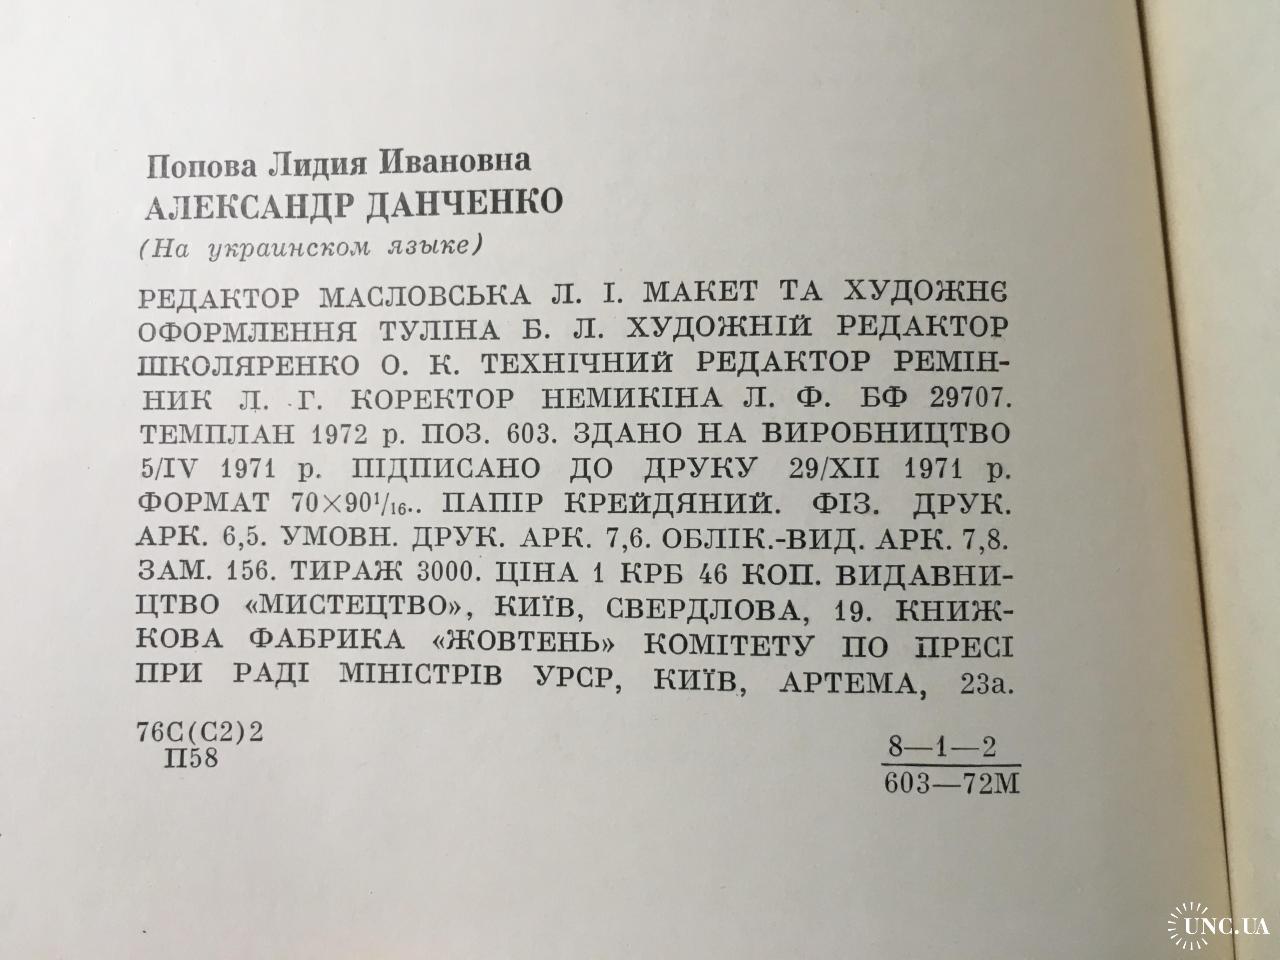 Попова Лидия Ивановна
АЛЕКСАНДР ДАНЧЕНКО
(На украинском языке)
РЕДАКТОР МАСЛОВСЬКА Л. І. МАКЕТ ТА ХУДОЖНЄ
ОФОРМЛЕННЯ ТУЛІНА Б. Л. ХУДОЖНІЙ РЕДАКТОР
ШКОЛЯРЕНКО О. К. ТЕХНІЧНИЙ РЕДАКТОР РЕМІН-
НИК Л. Г. КОРЕКТОР НЕМИКІНА Л. Ф. БФ 29707.
ТЕМПЛАН 1972 р. ПОЗ. 603. ЗДАНО НА ВИРОБНИЦТВО
5/IV 1971 р. ПІДПИСАНО ДО ДРУКУ 29/XII 1971 р.
ФОРМАТ 70×90¹/₁₆.. ПАПІР КРЕЙДЯНИЙ. ФІЗ. ДРУК.
АРК. 6,5. УМОВН. ДРУК. АРК. 7,6. ОБЛІК.-ВИД. АРК. 7,8.
ЗАМ. 156. ТИРАЖ 3000. ЦІНА 1 КРБ 46 КОП. ВИДАВНИ-
ЦТВО «МИСТЕЦТВО», КИЇВ, СВЕРДЛОВА, 19. КНИЖ-
КОВА ФАБРИКА «ЖОВТЕНЬ» КОМІТЕТУ ПО ПРЕСІ
ПРИ РАДІ МІНІСТРІВ УРСР, КИЇВ, АРТЕМА, 23а.
76С(С2)2
П58
8—1—2
603—72М
UNC.UA